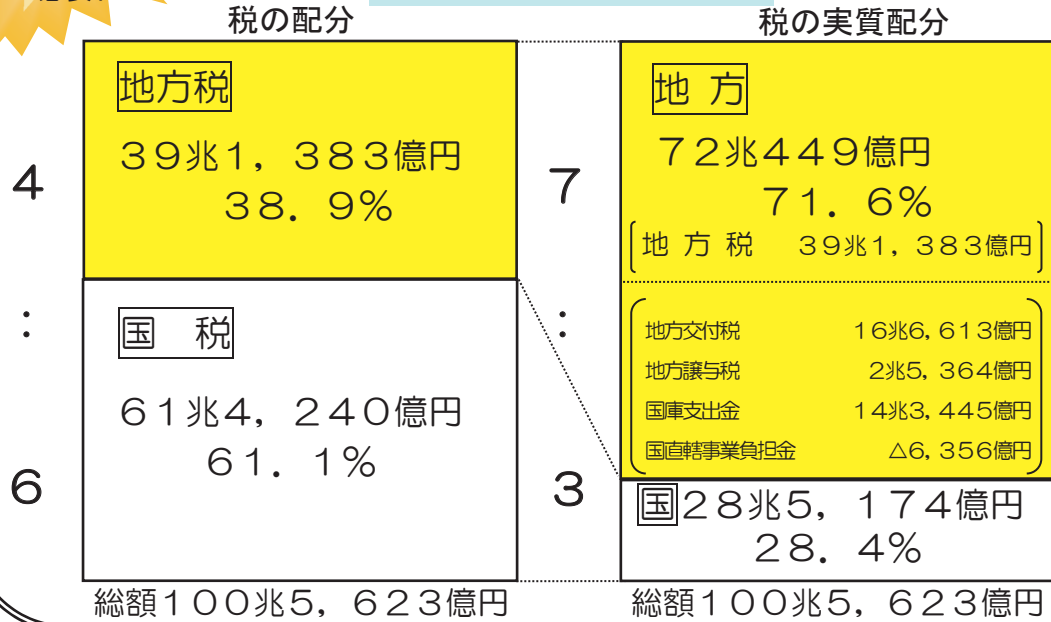 税の配分
4
:
6
地方税
39兆1,383億円
38.9%
国 税
61兆4,240億円
61.1%
総額100兆5,623億円
税の実質配分
7
:
3
地 方
72兆449億円
71.6%
地 方 税 39兆1,383億円
地方交付税 16兆6,613億円
地方譲与税 2兆5,364億円
国庫支出金 14兆3,445億円
国直轄事業負担金 △6,356億円
国28兆5,174億円
28.4%
総額100兆5,623億円